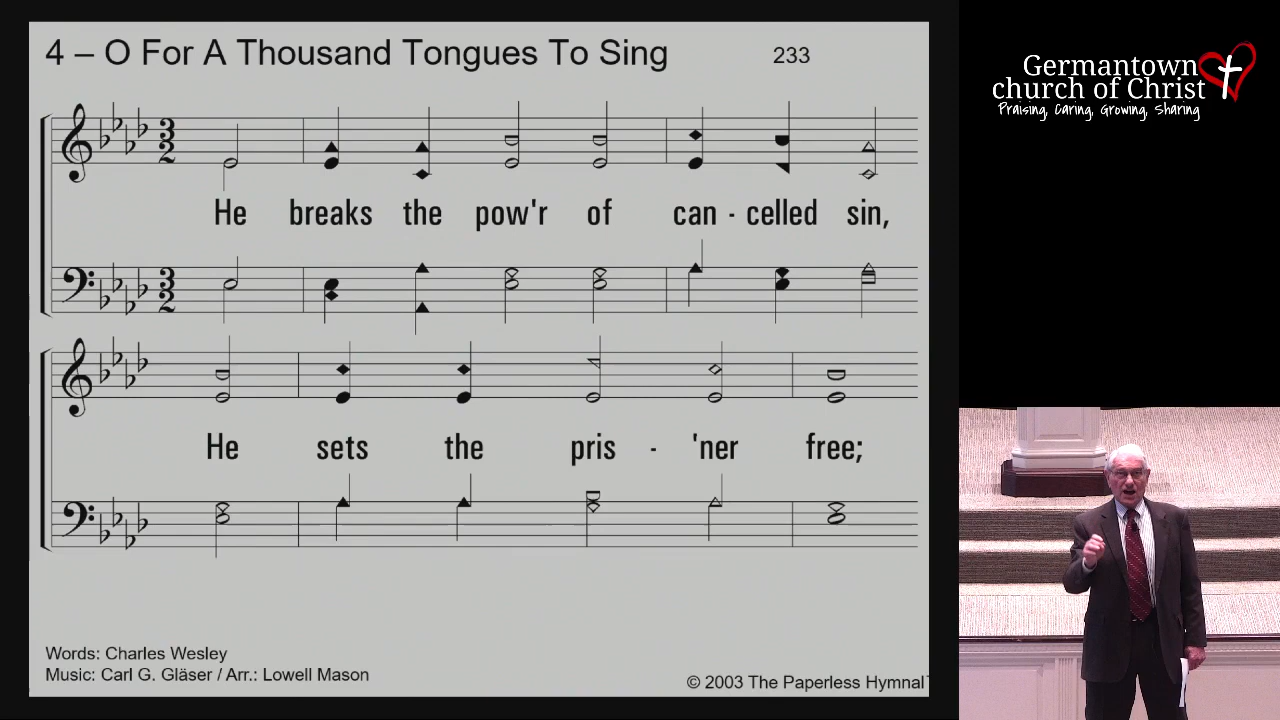 4 – O For A Thousand Tongues To Sing 233
He breaks the pow'r of can - celled sin,
He sets the pris - 'ner free;
Words: Charles Wesley
Music: Carl G. Gläser / Arr.: Lowell Mason
© 2003 The Paperless Hymnal
Germantown
church of Christ
Praising, Caring, Growing, Sharing